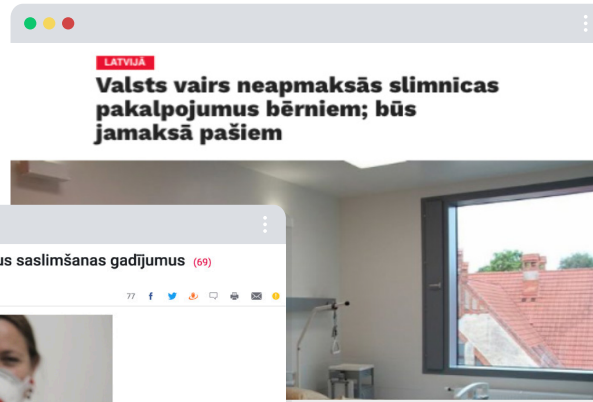 LATVIJĀ
Valsts vairs neapmaksās slimnīcas
pakalpojumus bērniem; būs
jamaksā pašiem
us saslimšanas gadījumus (69)
77